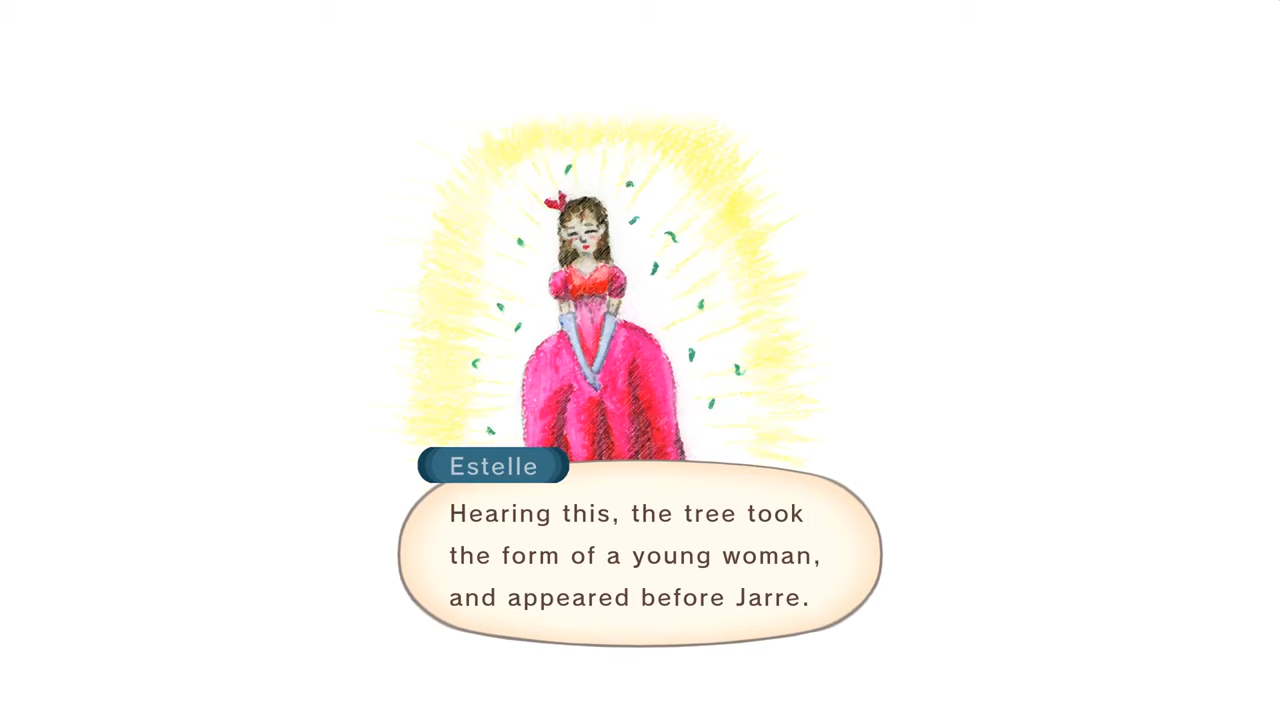 Estelle
Hearing this, the tree took
the form of a young woman,
and appeared before Jarre.